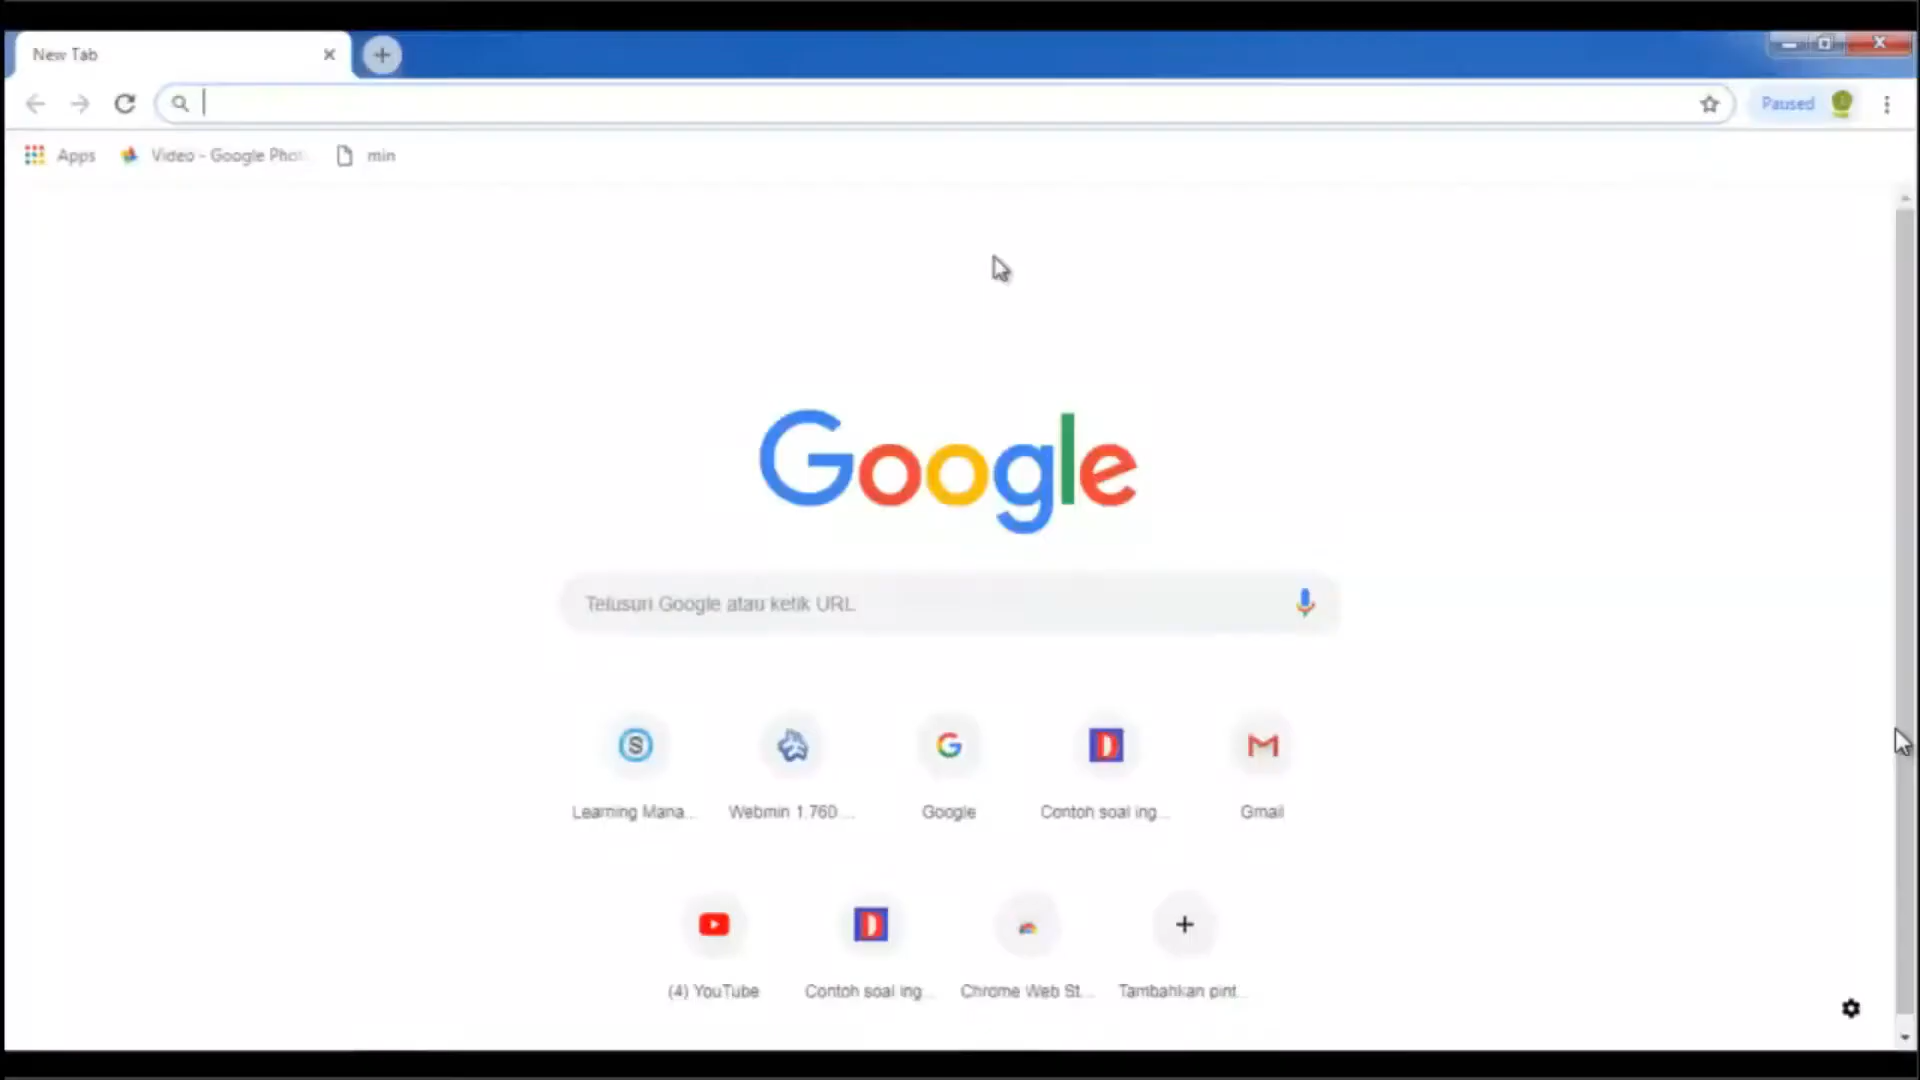 New Tab
Paused
Apps
Video - Google Phot
min
Google
Telusuri Google atau ketik URL
Learning Mana...
Webmin 1.760 ...
Google
Contoh soal ing...
Gmail
(4) YouTube
Contoh soal ing...
Chrome Web St...
Tambahkan pint...